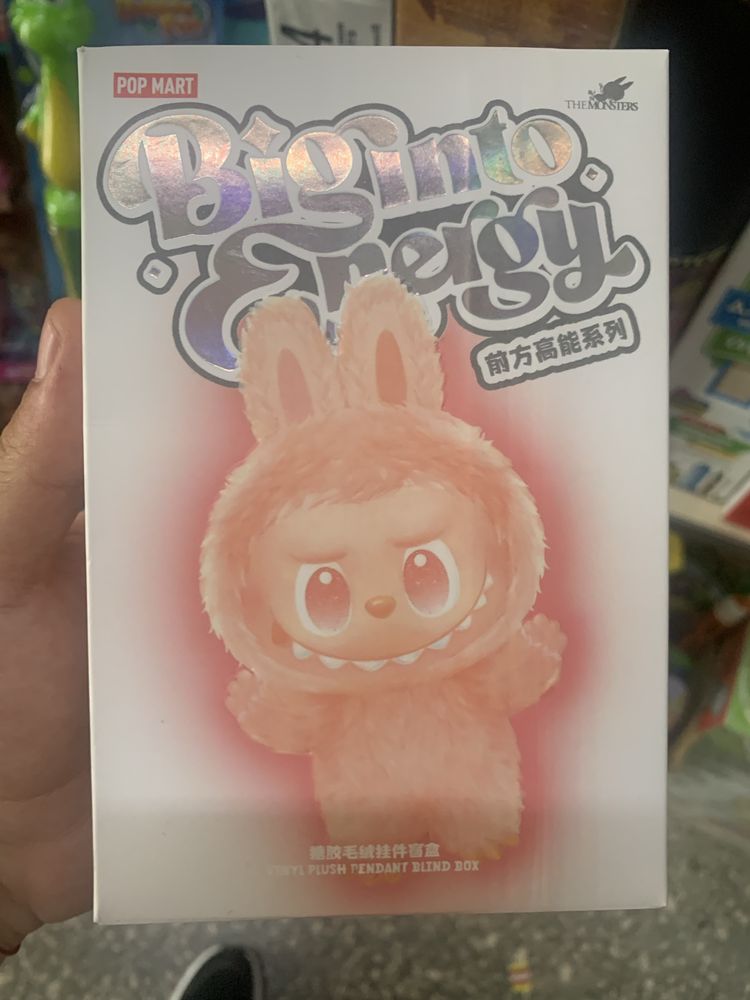 POP MART
THE MONSTERS
Big into
Energy
前方高能系列
搪胶毛绒挂件盲盒
VINYL PLUSH PENDANT BLIND BOX
4